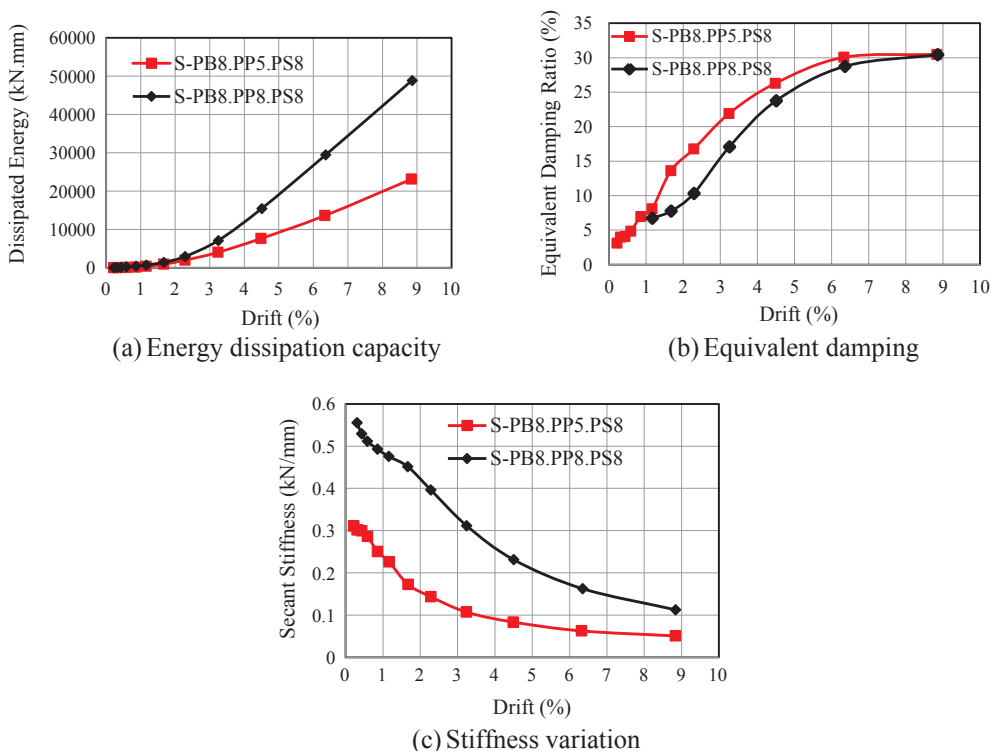 Dissipated Energy (kN.mm)
60000
50000
40000
30000
20000
10000
0
S-PB8.PP5.PS8
S-PB8.PP8.PS8
0 1 2 3 4 5 6 7 8 9 10
Drift (%)
(a) Energy dissipation capacity
Equivalent Damping Ratio (%)
35
30
25
20
15
10
5
0
S-PB8.PP5.PS8
S-PB8.PP8.PS8
0 1 2 3 4 5 6 7 8 9 10
Drift (%)
(b) Equivalent damping
Secant Stiffness (kN/mm)
0.6
0.5
0.4
0.3
0.2
0.1
0
S-PB8.PP5.PS8
S-PB8.PP8.PS8
0 1 2 3 4 5 6 7 8 9 10
Drift (%)
(c) Stiffness variation